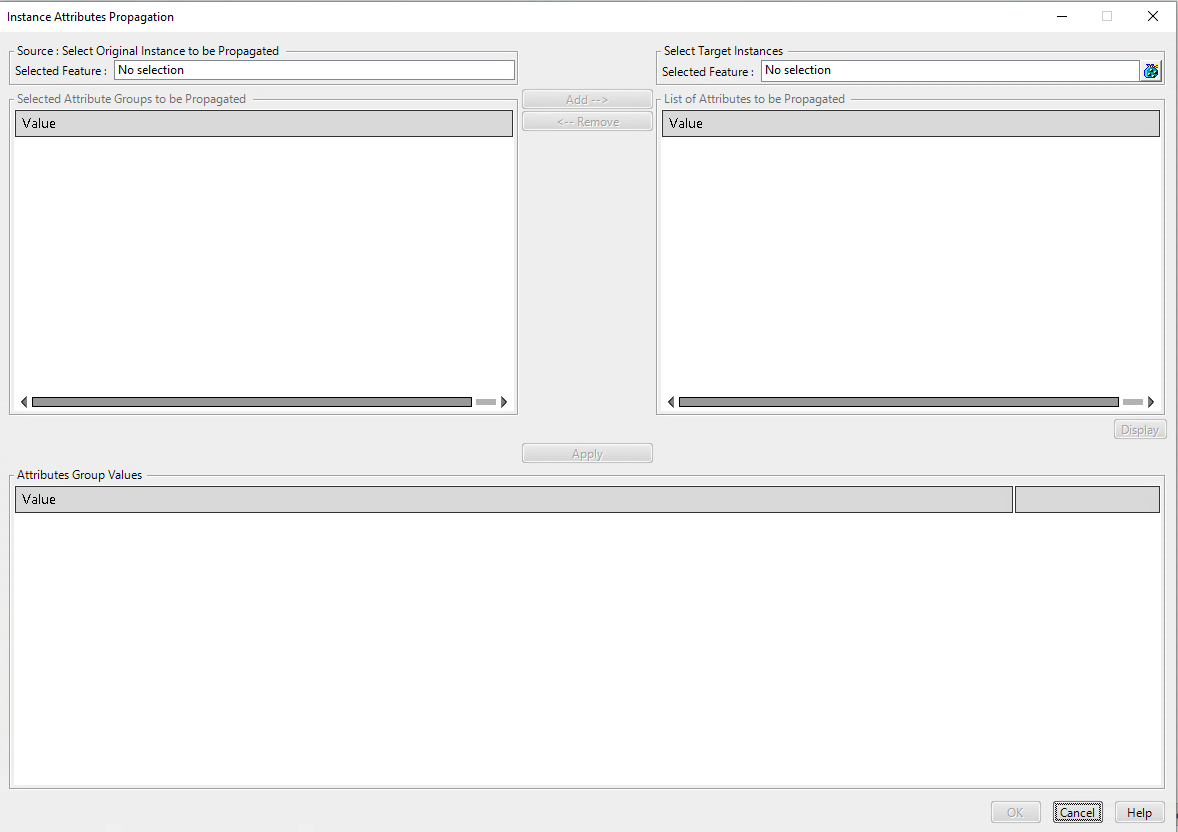 Instance Attributes Propagation
Source : Select Original Instance to be Propagated
Selected Feature : No selection
Select Target Instances
Selected Feature : No selection
Selected Attribute Groups to be Propagated
Value
Add -->
<-- Remove
List of Attributes to be Propagated
Value
Display
Apply
Attributes Group Values
Value
OK Cancel Help